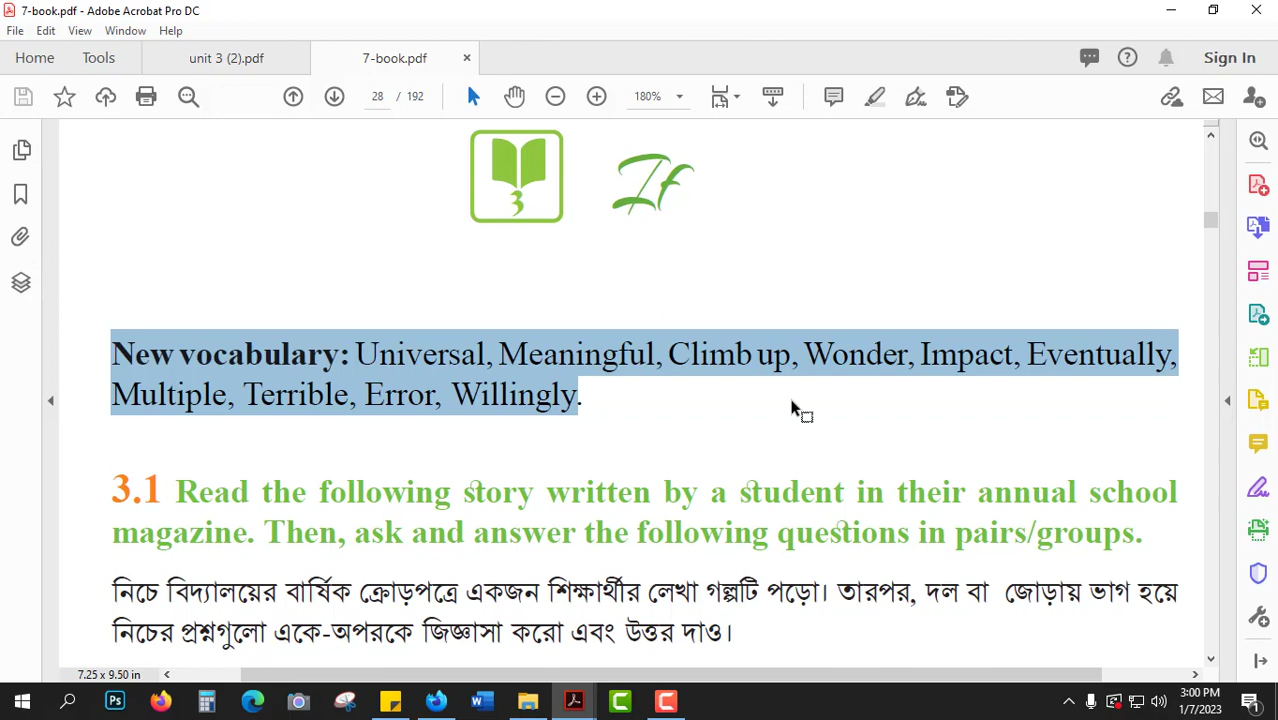 7-book.pdf - Adobe Acrobat Pro DC
File Edit View Window Help
Home Tools unit 3 (2).pdf 7-book.pdf × Sign In
28 / 192 180%
3 If
New vocabulary: Universal, Meaningful, Climb up, Wonder, Impact, Eventually,
Multiple, Terrible, Error, Willingly.
3.1 Read the following story written by a student in their annual school
magazine. Then, ask and answer the following questions in pairs/groups.
নিচে বিদ্যালয়ের বার্ষিক ক্রোড়পত্রে একজন শিক্ষার্থীর লেখা গল্পটি পড়ো। তারপর, দল বা জোড়ায় ভাগ হয়ে
নিচের প্রশ্নগুলো একে-অপরকে জিজ্ঞাসা করো এবং উত্তর দাও।
7.25 x 9.50 in
3:00 PM
1/7/2023